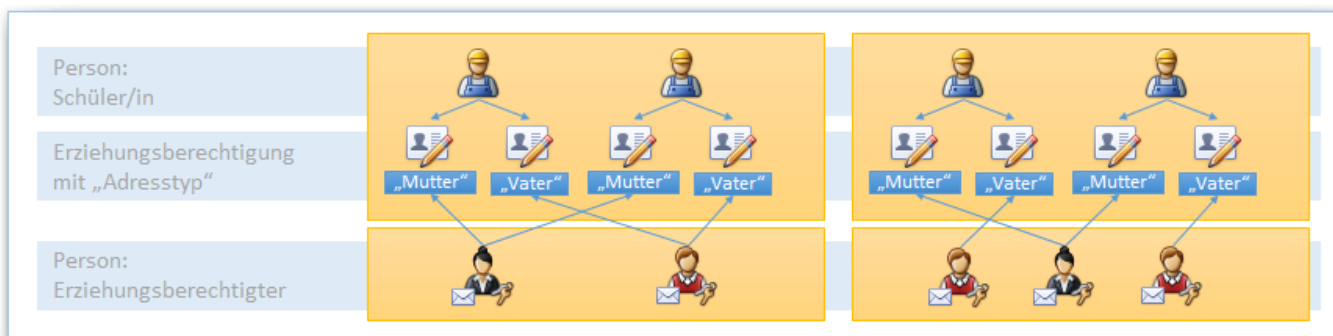 Person:
Schüler/in
Erziehungsberechtigung
mit „Adresstyp“
„Mutter“
„Vater“
„Mutter“
„Vater“
„Mutter“
„Vater“
„Mutter“
„Vater“
Person:
Erziehungsberechtigter